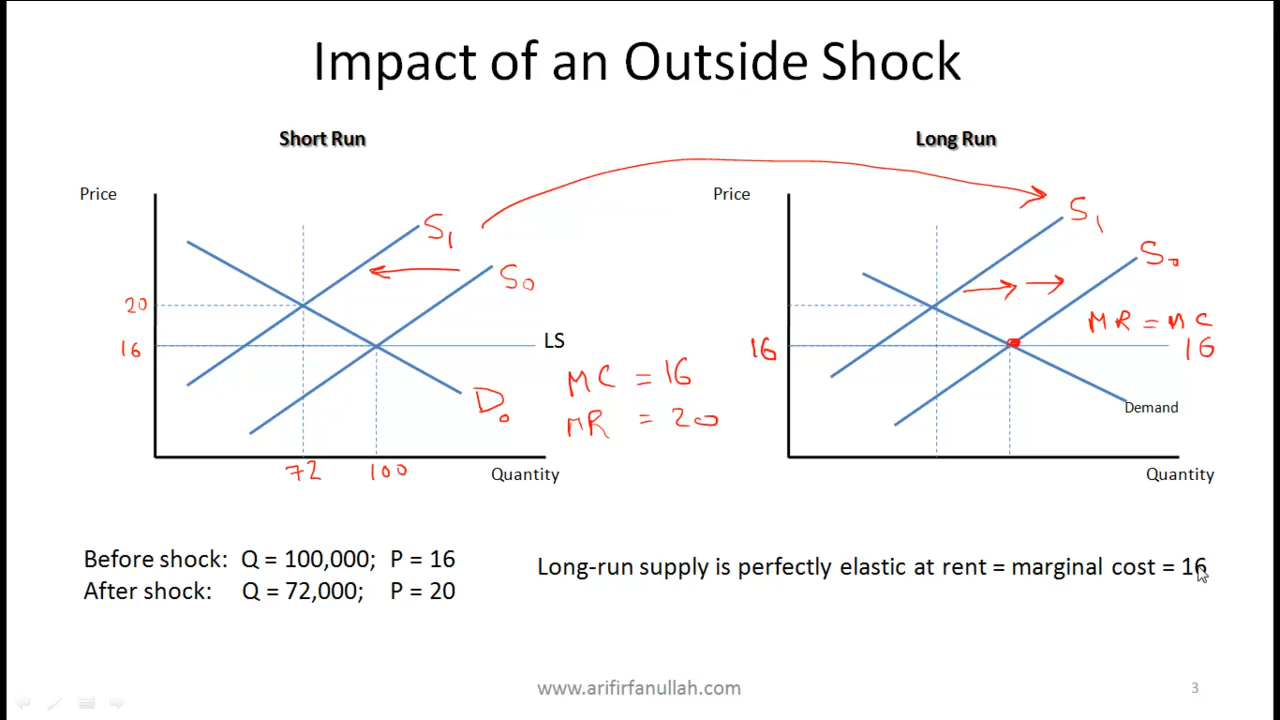 Impact of an Outside Shock
Short Run
Price
S1
S0
20
16
LS
D0
MC = 16
MR = 20
72
100
Quantity
Long Run
Price
S1
S0
MR = MC
16
16
Demand
Quantity
Before shock: Q = 100,000; P = 16
After shock: Q = 72,000; P = 20
Long-run supply is perfectly elastic at rent = marginal cost = 16
www.arifirfanullah.com
3